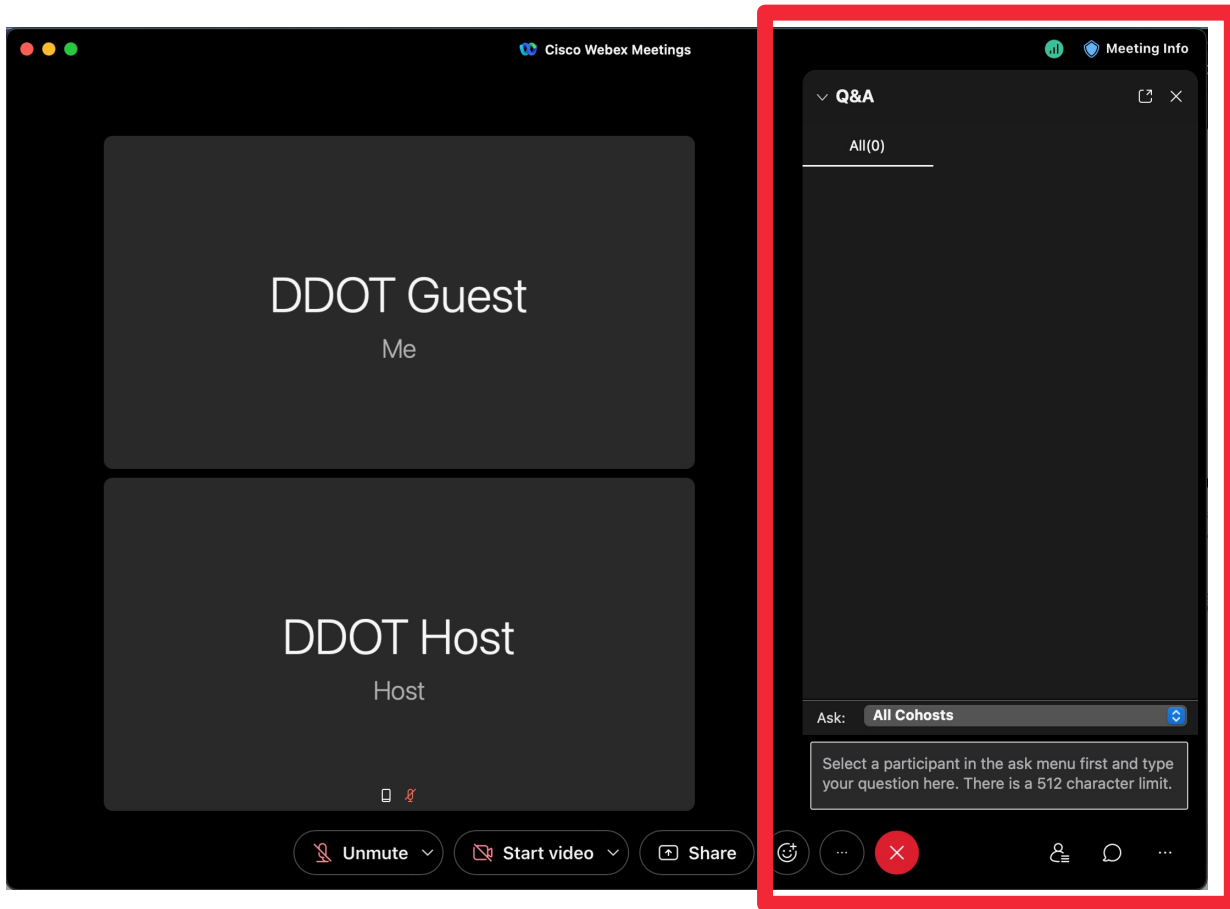 Cisco Webex Meetings
Meeting Info
Q&A
All(0)
DDOT Guest
Me
DDOT Host
Host
Ask: All Cohosts
Select a participant in the ask menu first and type
your question here. There is a 512 character limit.
Unmute
Start video
Share